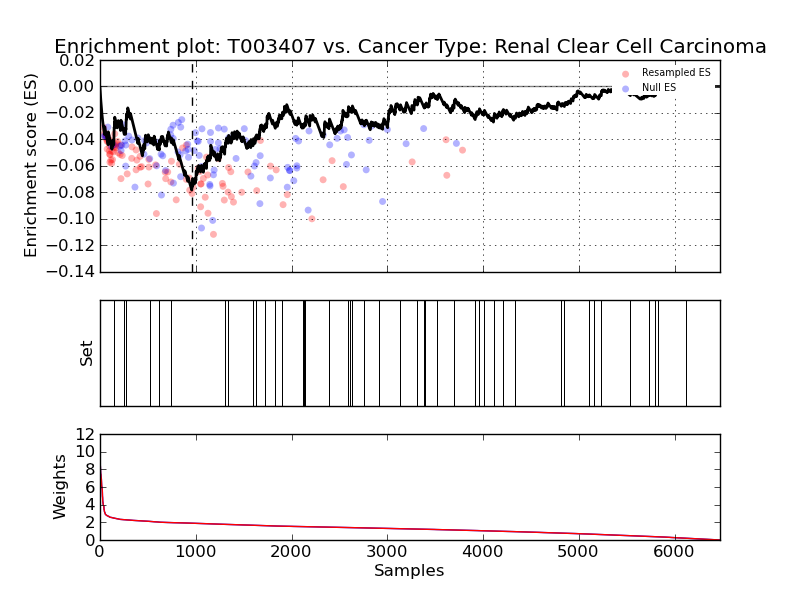 Enrichment plot: T003407 vs. Cancer Type: Renal Clear Cell Carcinoma
Enrichment score (ES)
0.02
0.00
−0.02
−0.04
−0.06
−0.08
−0.10
−0.12
−0.14
Resampled ES
Null ES
Set
Weights
12
10
8
6
4
2
0
0 1000 2000 3000 4000 5000 6000
Samples